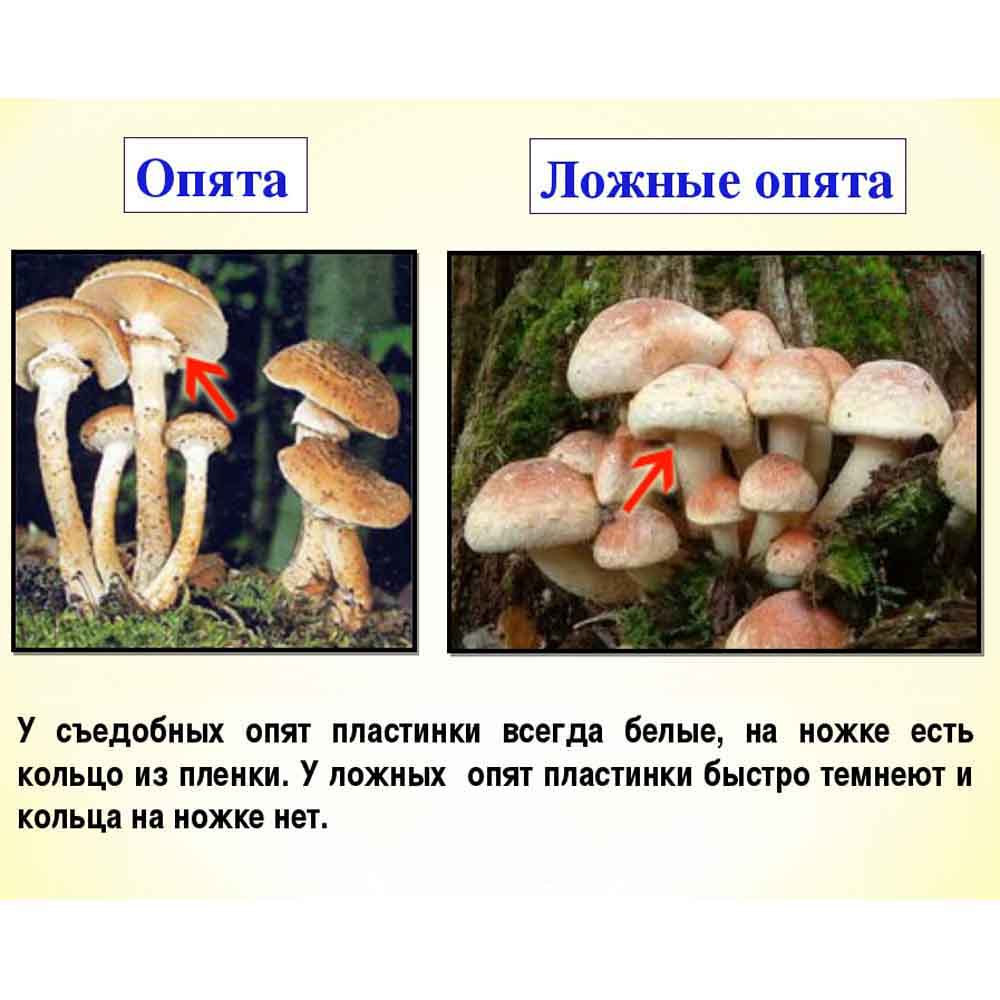 Опята
Ложные опята
У съедобных опят пластинки всегда белые, на ножке есть
кольцо из пленки. У ложных опят пластинки быстро темнеют и
кольца на ножке нет.